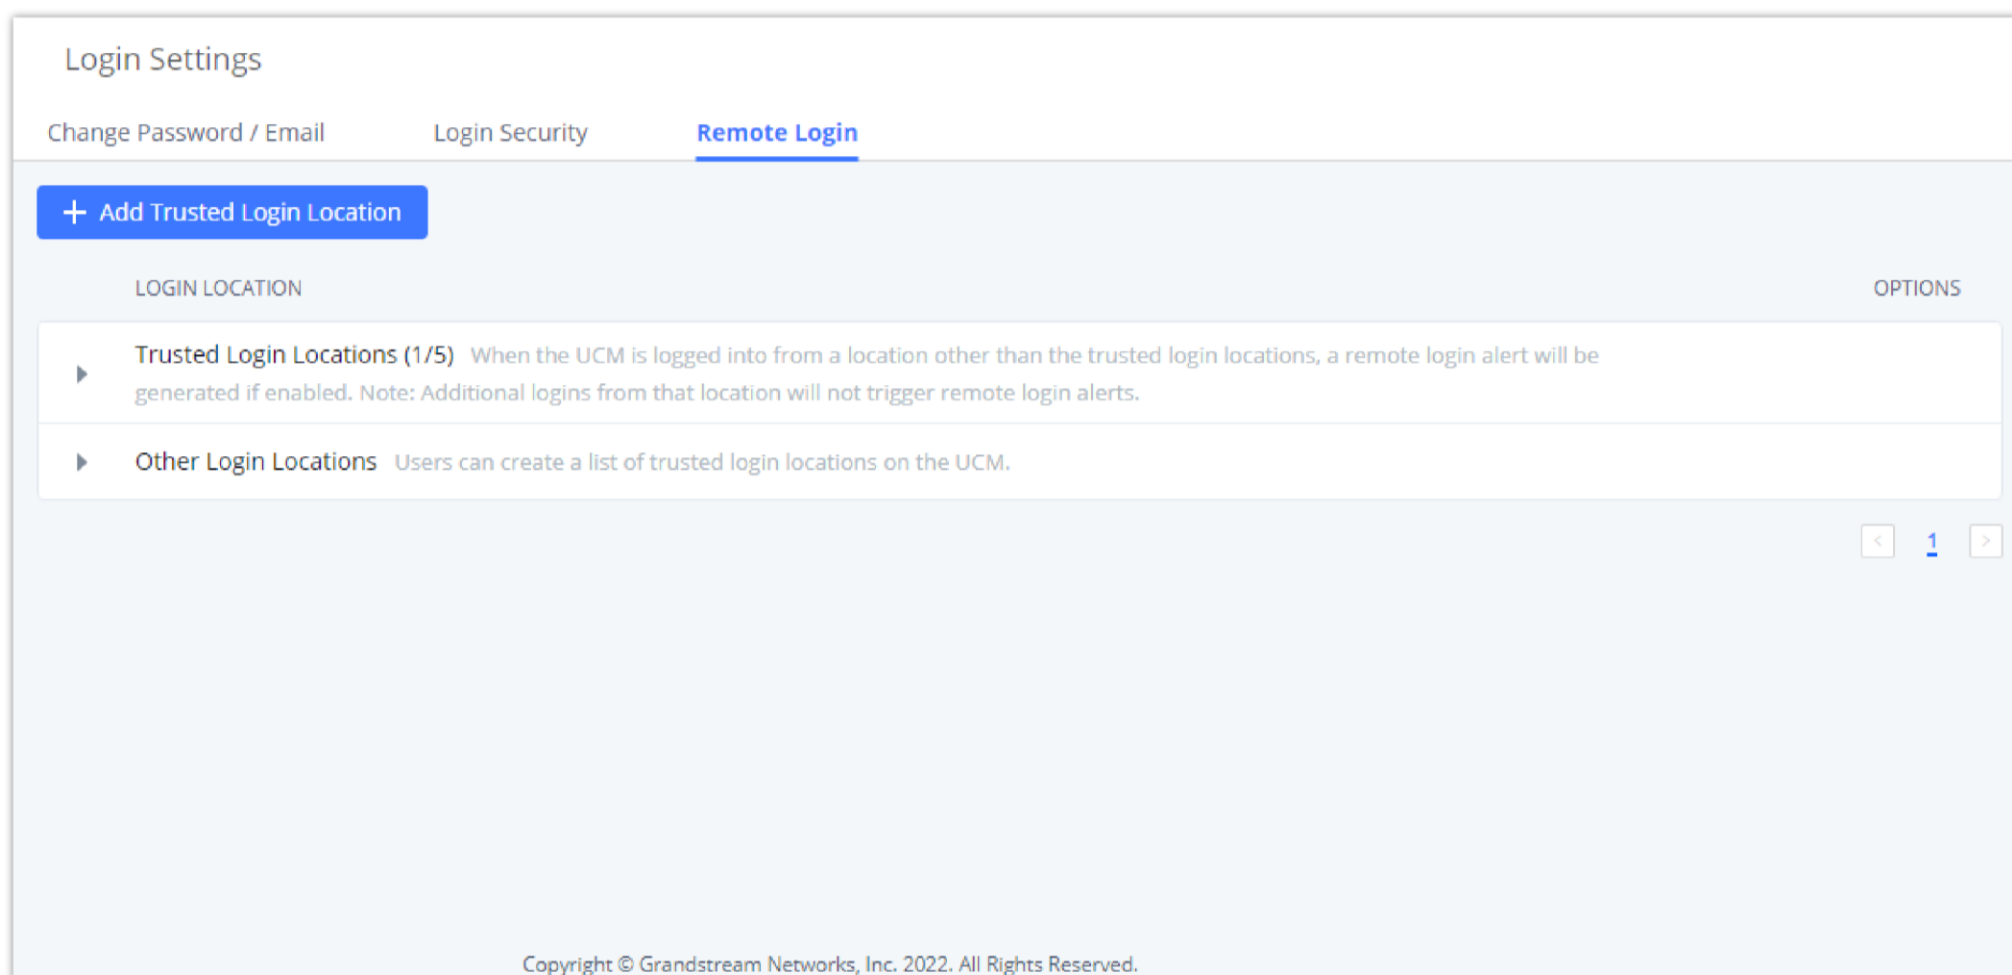 Login Settings
Change Password / Email Login Security Remote Login
+ Add Trusted Login Location
LOGIN LOCATION OPTIONS
Trusted Login Locations (1/5) When the UCM is logged into from a location other than the trusted login locations, a remote login alert will be
generated if enabled. Note: Additional logins from that location will not trigger remote login alerts.
Other Login Locations Users can create a list of trusted login locations on the UCM.
< 1 >
Copyright © Grandstream Networks, Inc. 2022. All Rights Reserved.